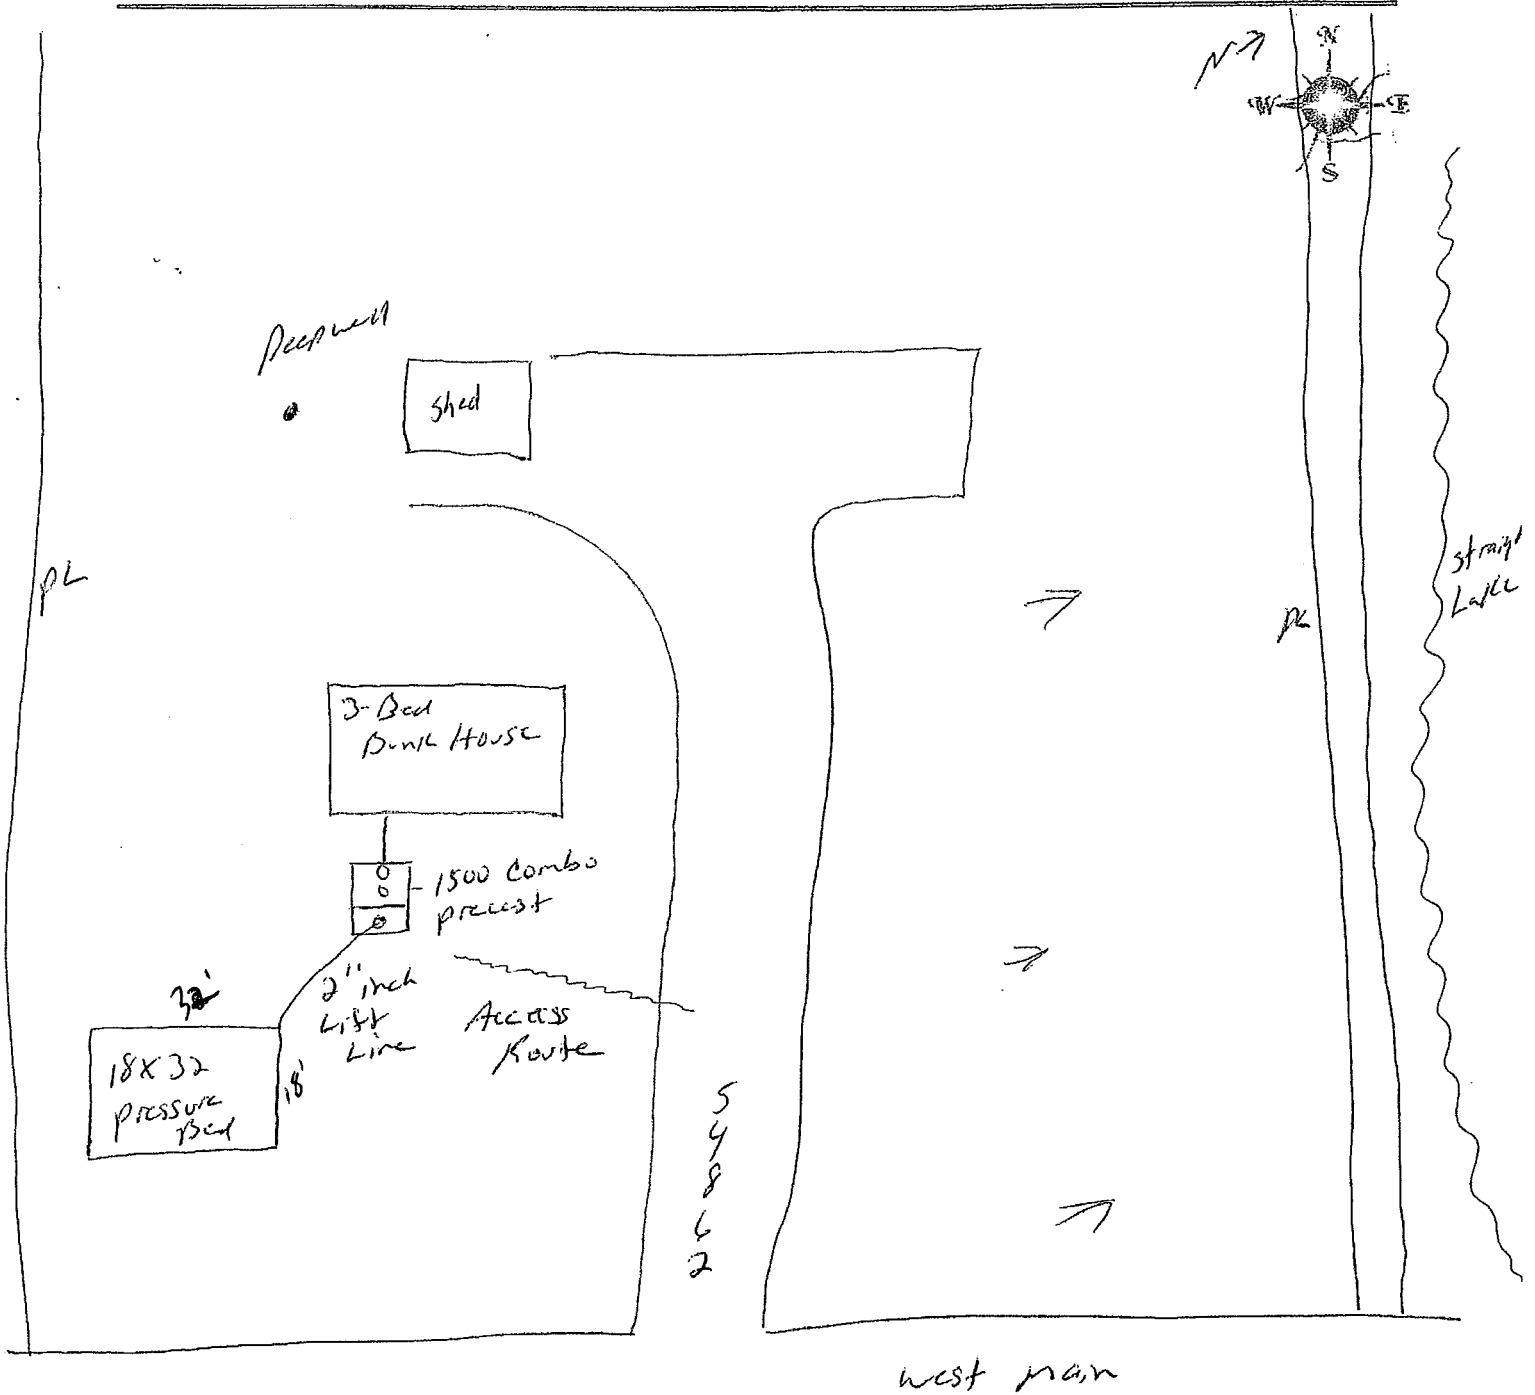 N
N
W
E
S
Deepwell
shed
straight
Lake
PL
PL
3-Bed
Bunk House
1500 Combo
precast
2" inch
Lift
Line
Access
Route
32'
18'
18x32
pressure
Bed
5
4
8
6
2
west main